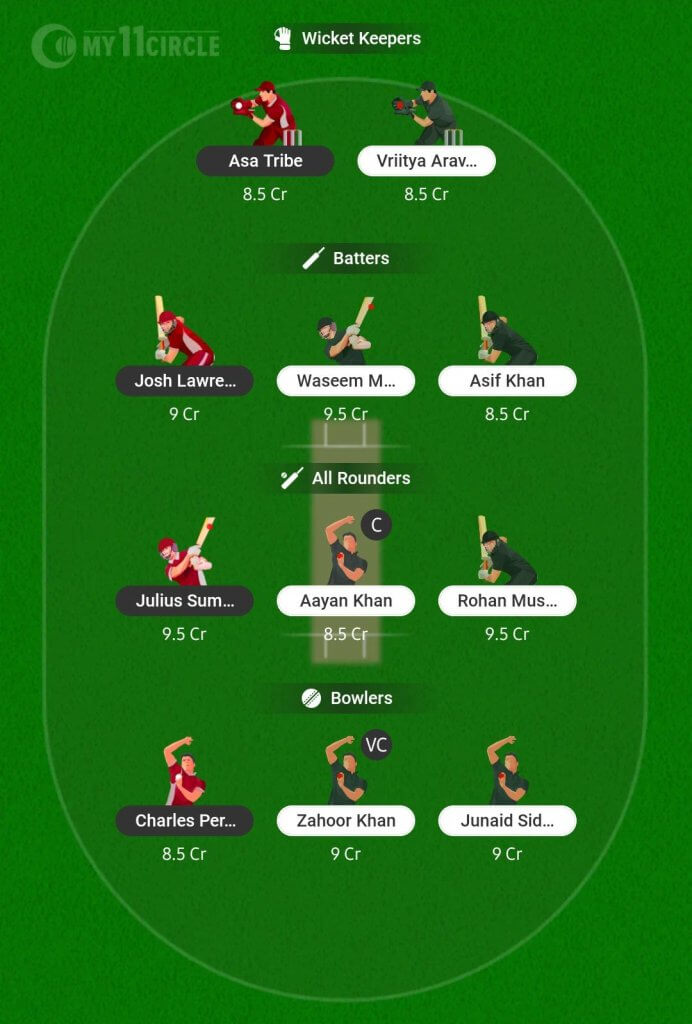 MY11CIRCLE
Wicket Keepers
Asa Tribe
Vriitya Arav...
8.5 Cr
8.5 Cr
Batters
Josh Lawre...
Waseem M...
Asif Khan
9 Cr
9.5 Cr
8.5 Cr
All Rounders
C
Julius Sum...
Aayan Khan
Rohan Mus...
9.5 Cr
8.5 Cr
9.5 Cr
Bowlers
VC
Charles Per...
Zahoor Khan
Junaid Sid...
8.5 Cr
9 Cr
9 Cr